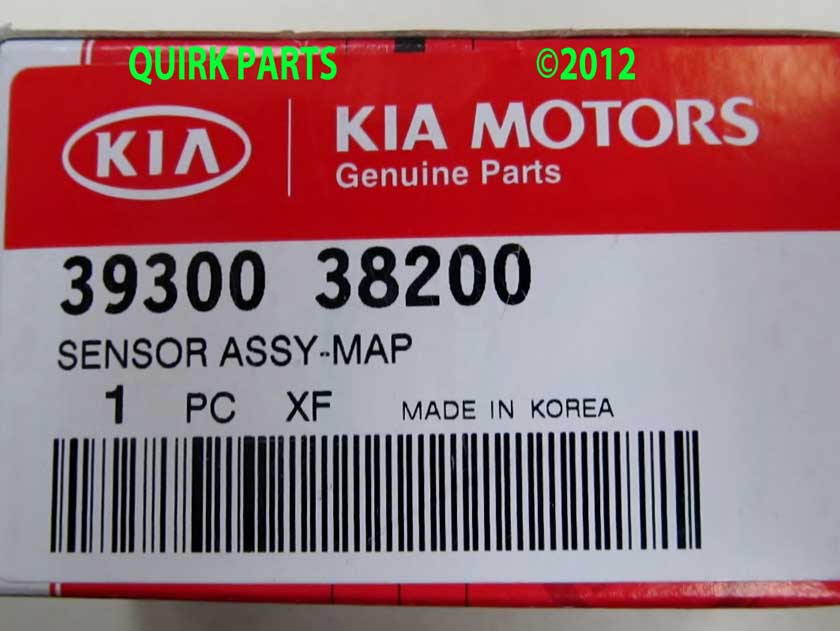 QUIRK PARTS ©2012
KIA KIA MOTORS
Genuine Parts
39300 38200
SENSOR ASSY-MAP
1 PC XF MADE IN KOREA